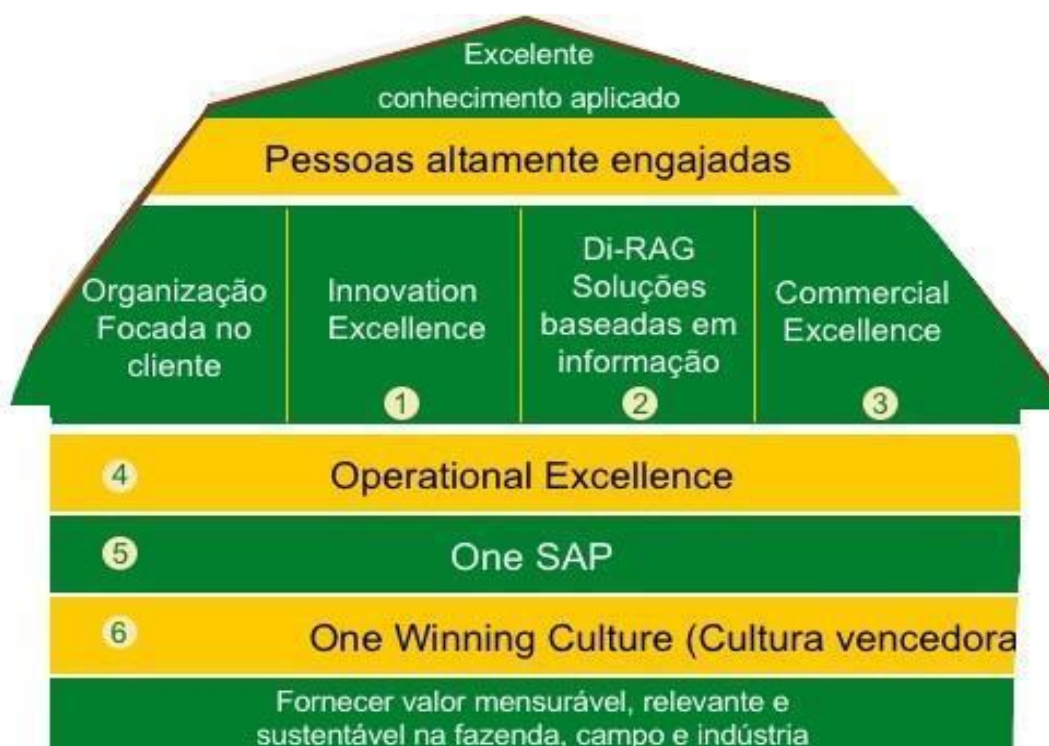 Excelente
conhecimento aplicado
Pessoas altamente engajadas
Organização
Focada no
cliente
Innovation
Excellence
1
Di-RAG
Soluções
baseadas em
informação
2
Commercial
Excellence
3
4 Operational Excellence
5 One SAP
6 One Winning Culture (Cultura vencedora
Fornecer valor mensurável, relevante e
sustentável na fazenda, campo e indústria